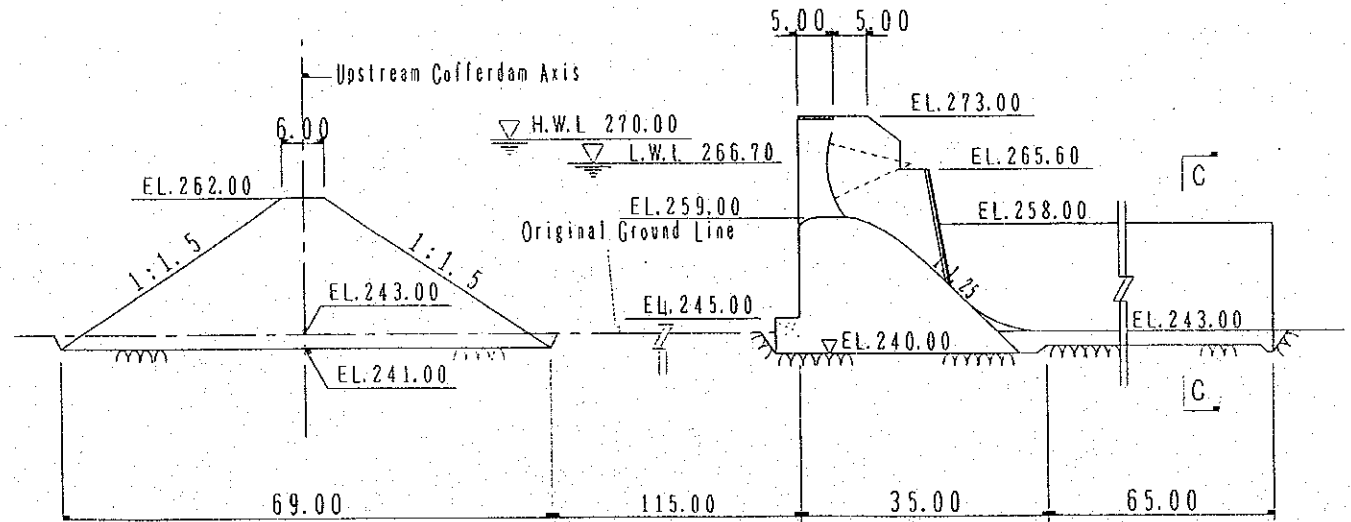 5.00 5.00
Upstream Cofferdam Axis
EL.273.00
6.00
H.W.L 270.00
L.W.L 266.70
EL.265.60
C
EL.262.00
EL.259.00
EL.258.00
Original Ground Line
1:1.5
1:1.5
EL.243.00
EL.245.00
EL.243.00
EL.240.00
EL.241.00
C
69.00
115.00
35.00
65.00